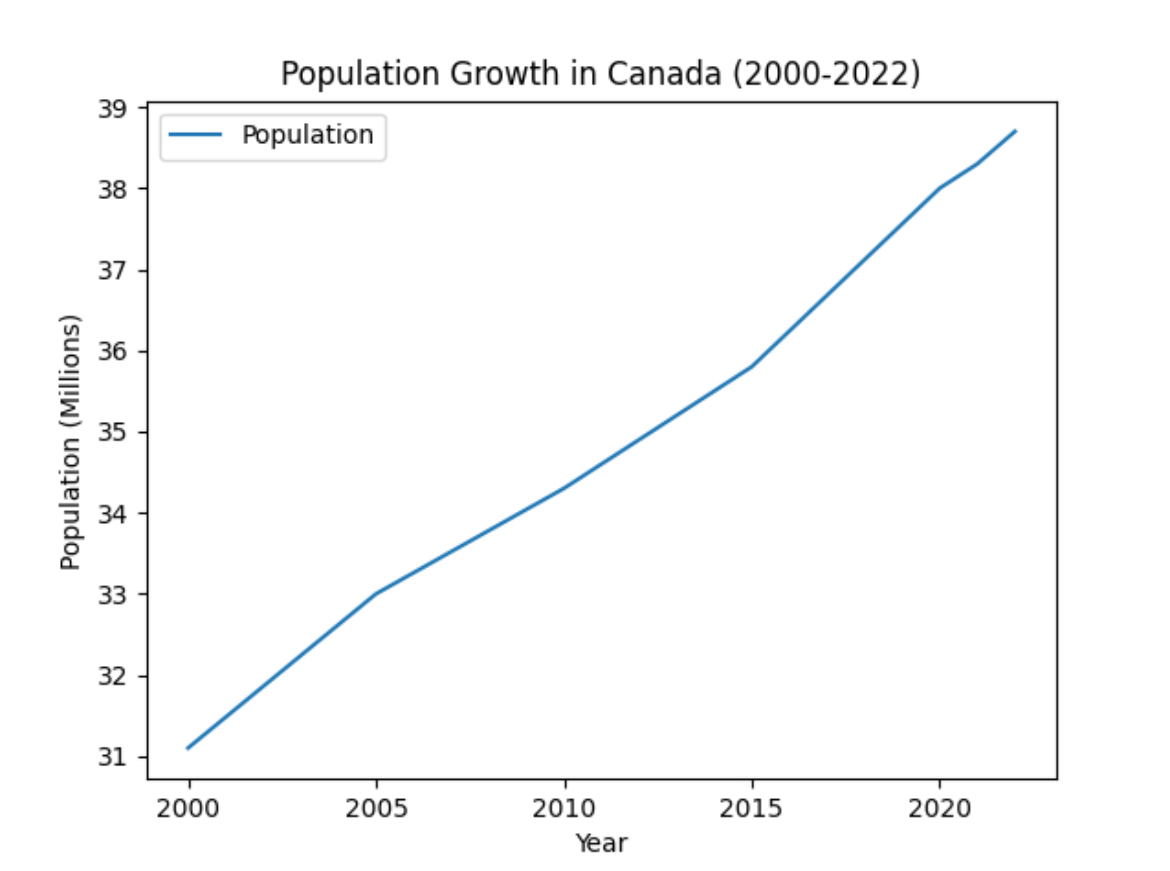 Population Growth in Canada (2000-2022)
Population
39
38
37
36
35
34
33
32
31
Population (Millions)
2000 2005 2010 2015 2020
Year